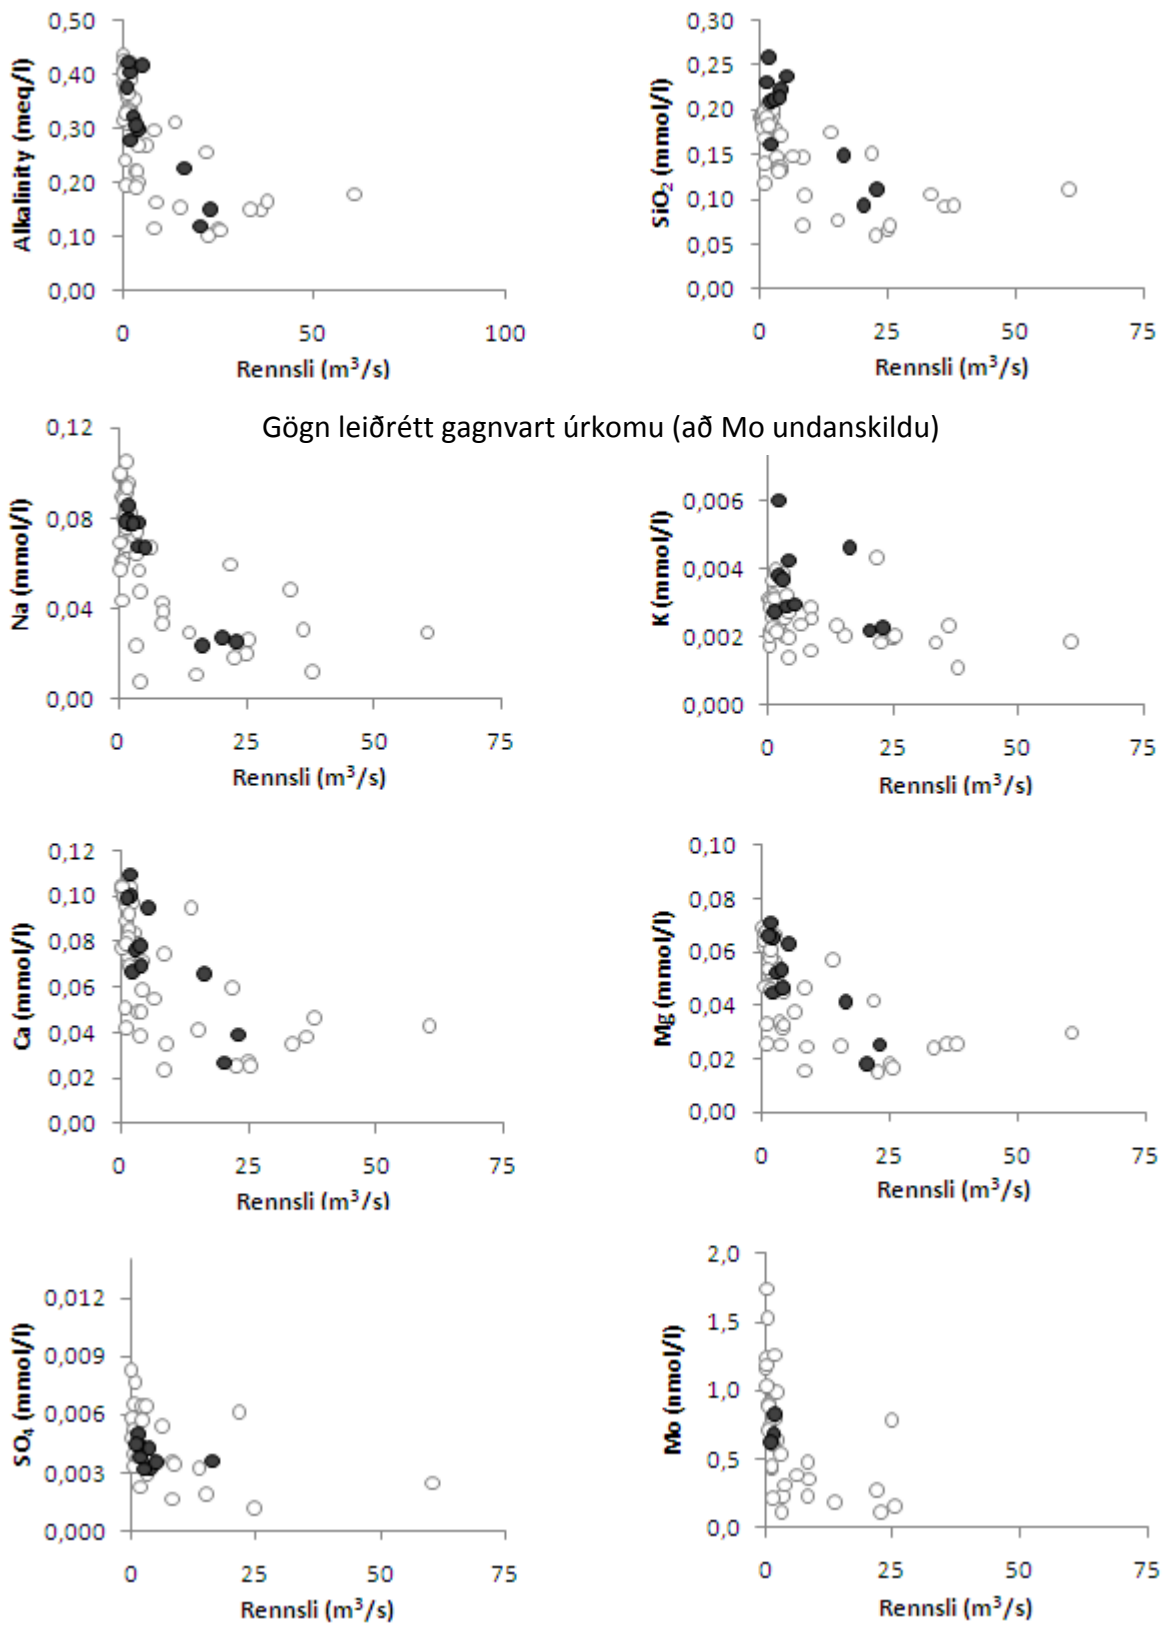 0,50
0,40
0,30
0,20
0,10
0,00
Alkalinity (meq/l)
0 50 100
Rennsli (m³/s)
0,30
0,25
0,20
0,15
0,10
0,05
0,00
SiO₂ (mmol/l)
0 25 50 75
Rennsli (m³/s)
Gögn leiðrétt gagnvart úrkomu (að Mo undanskildu)
0,12
0,08
0,04
0,00
Na (mmol/l)
0 25 50 75
Rennsli (m³/s)
0,006
0,004
0,002
0,000
K (mmol/l)
0 25 50 75
Rennsli (m³/s)
0,12
0,10
0,08
0,06
0,04
0,02
0,00
Ca (mmol/l)
0 25 50 75
Rennsli (m³/s)
0,10
0,08
0,06
0,04
0,02
0,00
Mg (mmol/l)
0 25 50 75
Rennsli (m³/s)
0,012
0,009
0,006
0,003
0,000
SO₄ (mmol/l)
0 25 50 75
Rennsli (m³/s)
2,0
1,5
1,0
0,5
0,0
Mo (nmol/l)
0 25 50 75
Rennsli (m³/s)